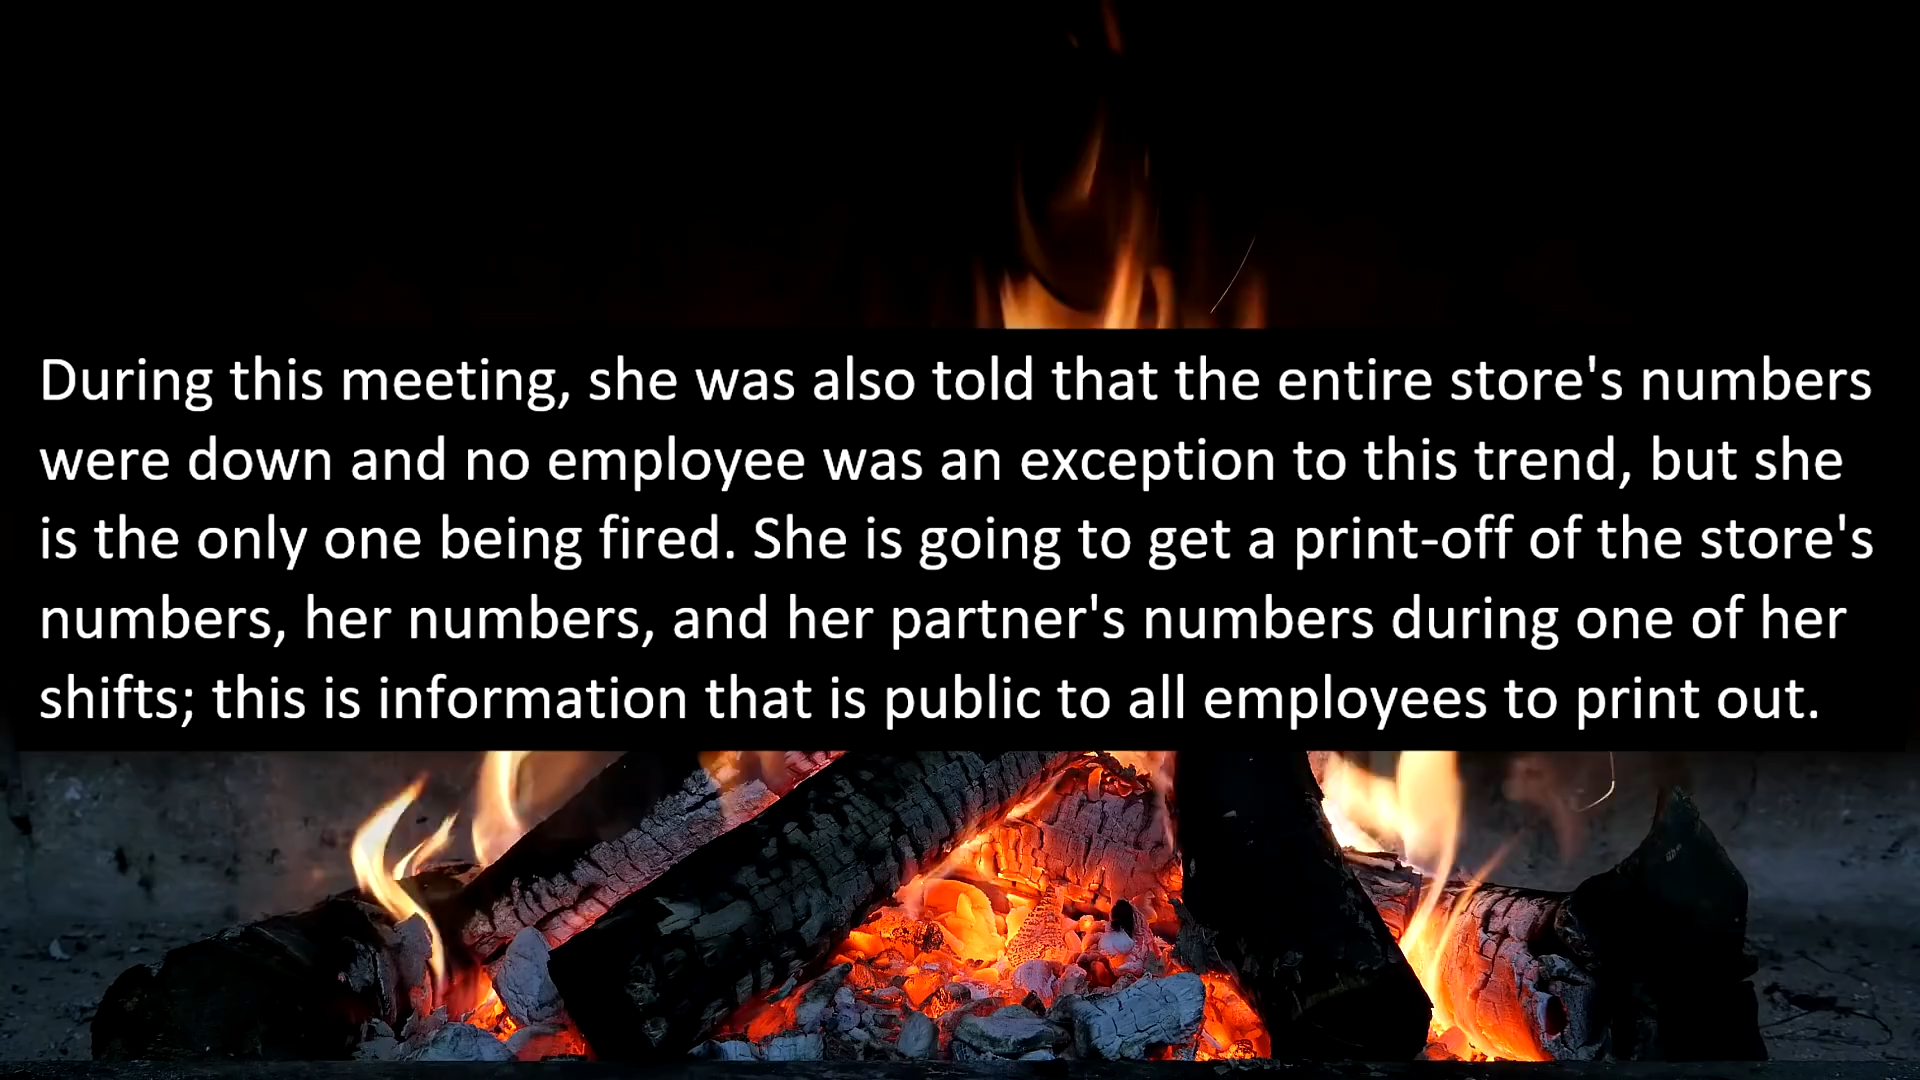 During this meeting, she was also told that the entire store's numbers
were down and no employee was an exception to this trend, but she
is the only one being fired. She is going to get a print-off of the store's
numbers, her numbers, and her partner's numbers during one of her
shifts; this is information that is public to all employees to print out.